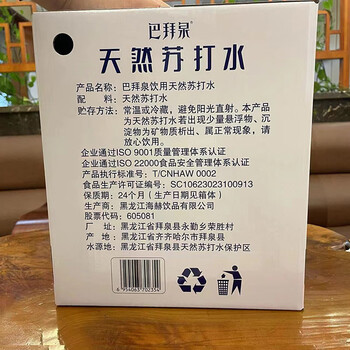 巴拜泉
天然苏打水
产品名称：巴拜泉饮用天然苏打水
配　　料：天然苏打水
贮存方法：常温或冷藏，避免阳光直射。本产品
为天然苏打水若出现少量悬浮物、沉
淀物为矿物质析出、属正常现象，请
放心饮用。
企业通过ISO 9001质量管理体系认证
企业通过ISO 22000食品安全管理体系认证
产品执行标准号：T/CNHAW 0002
食品生产许可证编号：SC10623023100913
保质期：24个月（生产日期见箱体）
生产商：黑龙江海赫饮品有限公司
股票代码：605081
厂　　址：黑龙江省拜泉县永勤乡荣胜村
产　　地：黑龙江省齐齐哈尔市拜泉县
水源地：黑龙江省拜泉县天然苏打水保护区